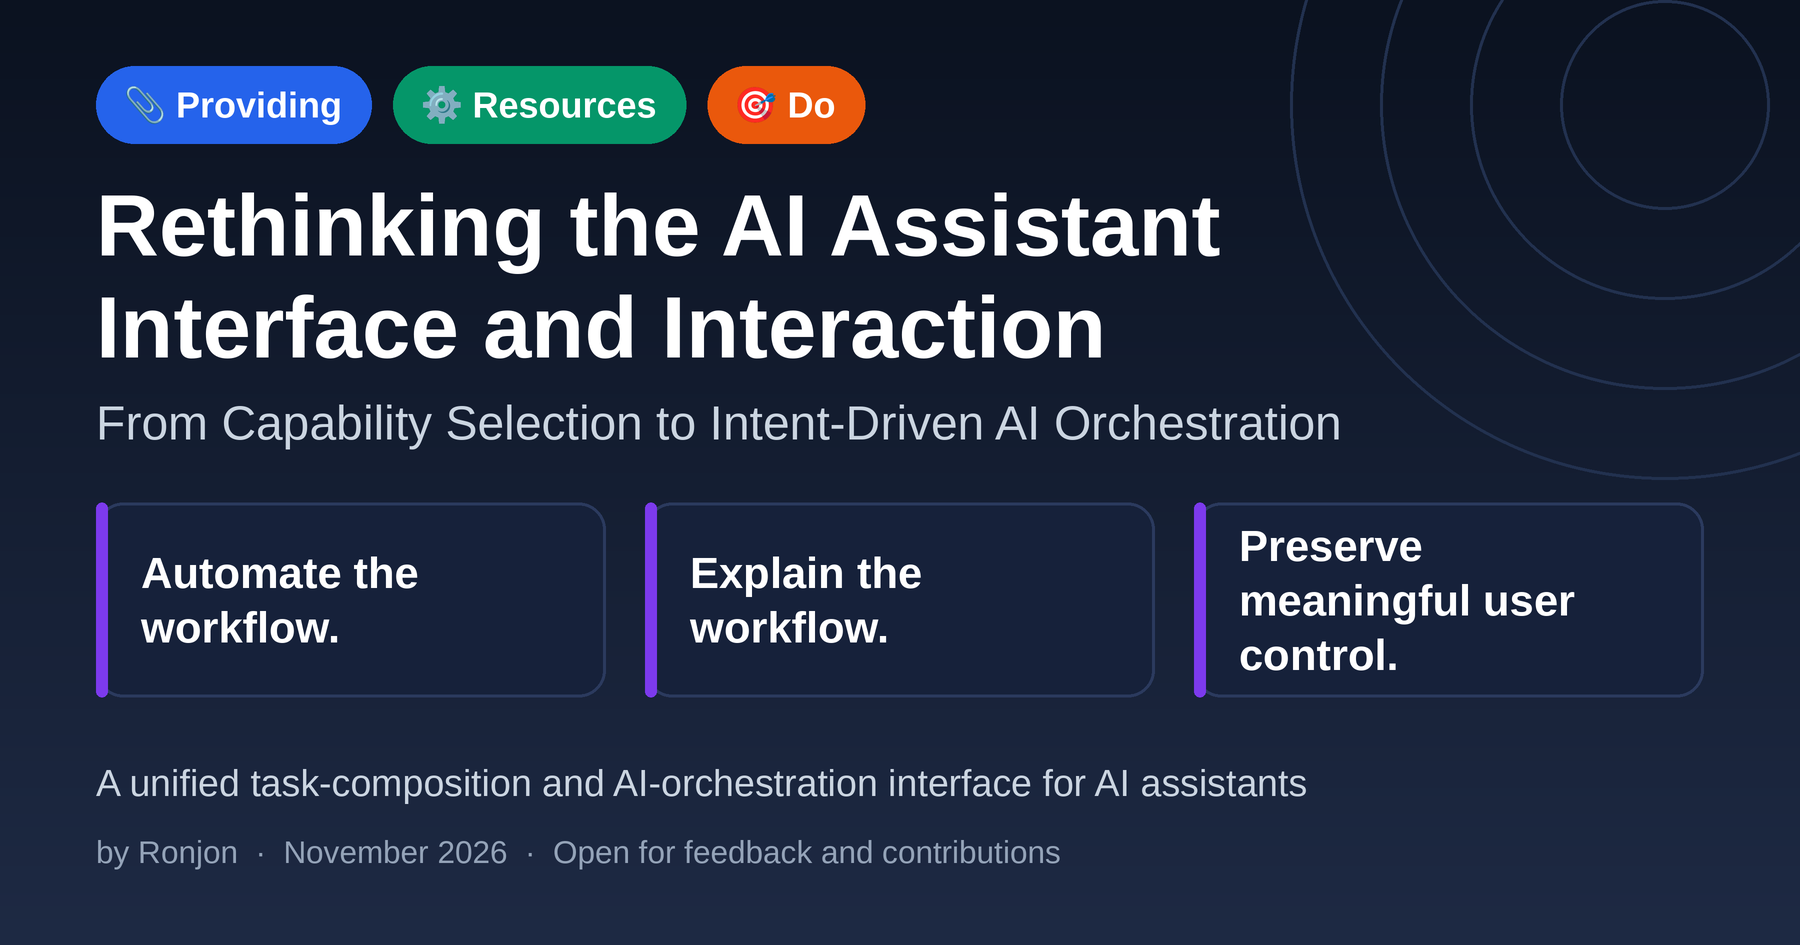 📎 Providing ⚙️ Resources 🎯 Do
Rethinking the AI Assistant
Interface and Interaction
From Capability Selection to Intent-Driven AI Orchestration
Automate the
workflow.
Explain the
workflow.
Preserve
meaningful user
control.
A unified task-composition and AI-orchestration interface for AI assistants
by Ronjon · November 2026 · Open for feedback and contributions